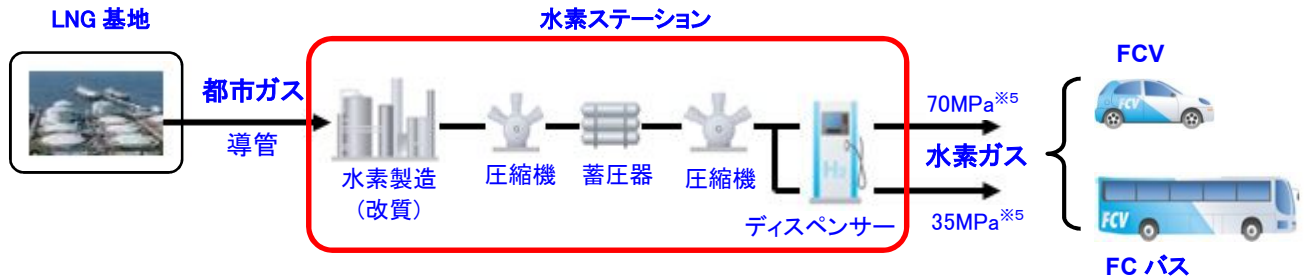 LNG 基地
水素ステーション
都市ガス
導管
水素製造
（改質）
圧縮機
蓄圧器
圧縮機
H2
ディスペンサー
70MPa※5
水素ガス
35MPa※5
FCV
FCV
FCV
FC バス